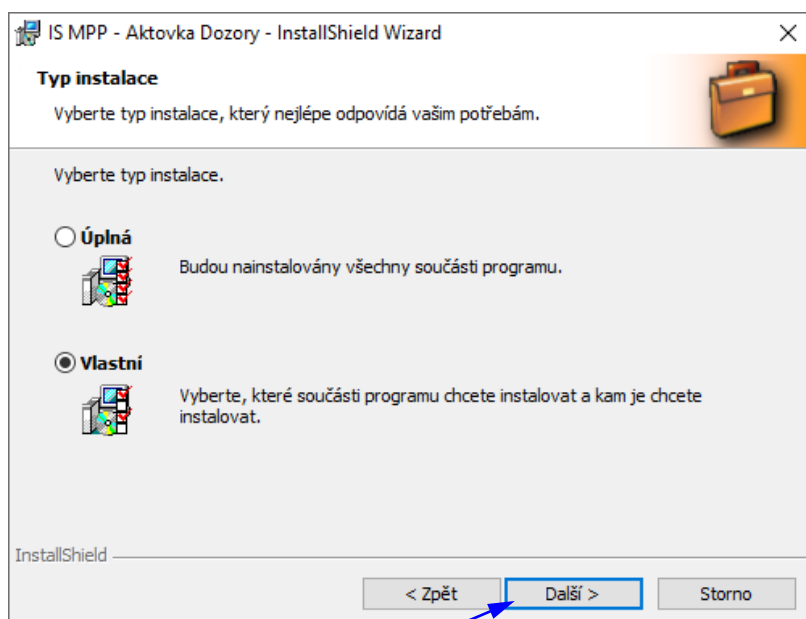 IS MPP - Aktovka Dozory - InstallShield Wizard
Typ instalace
Vyberte typ instalace, který nejlépe odpovídá vašim potřebám.
Vyberte typ instalace.
Úplná
Budou nainstalovány všechny součásti programu.
Vlastní
Vyberte, které součásti programu chcete instalovat a kam je chcete
instalovat.
InstallShield
< Zpět Další > Storno